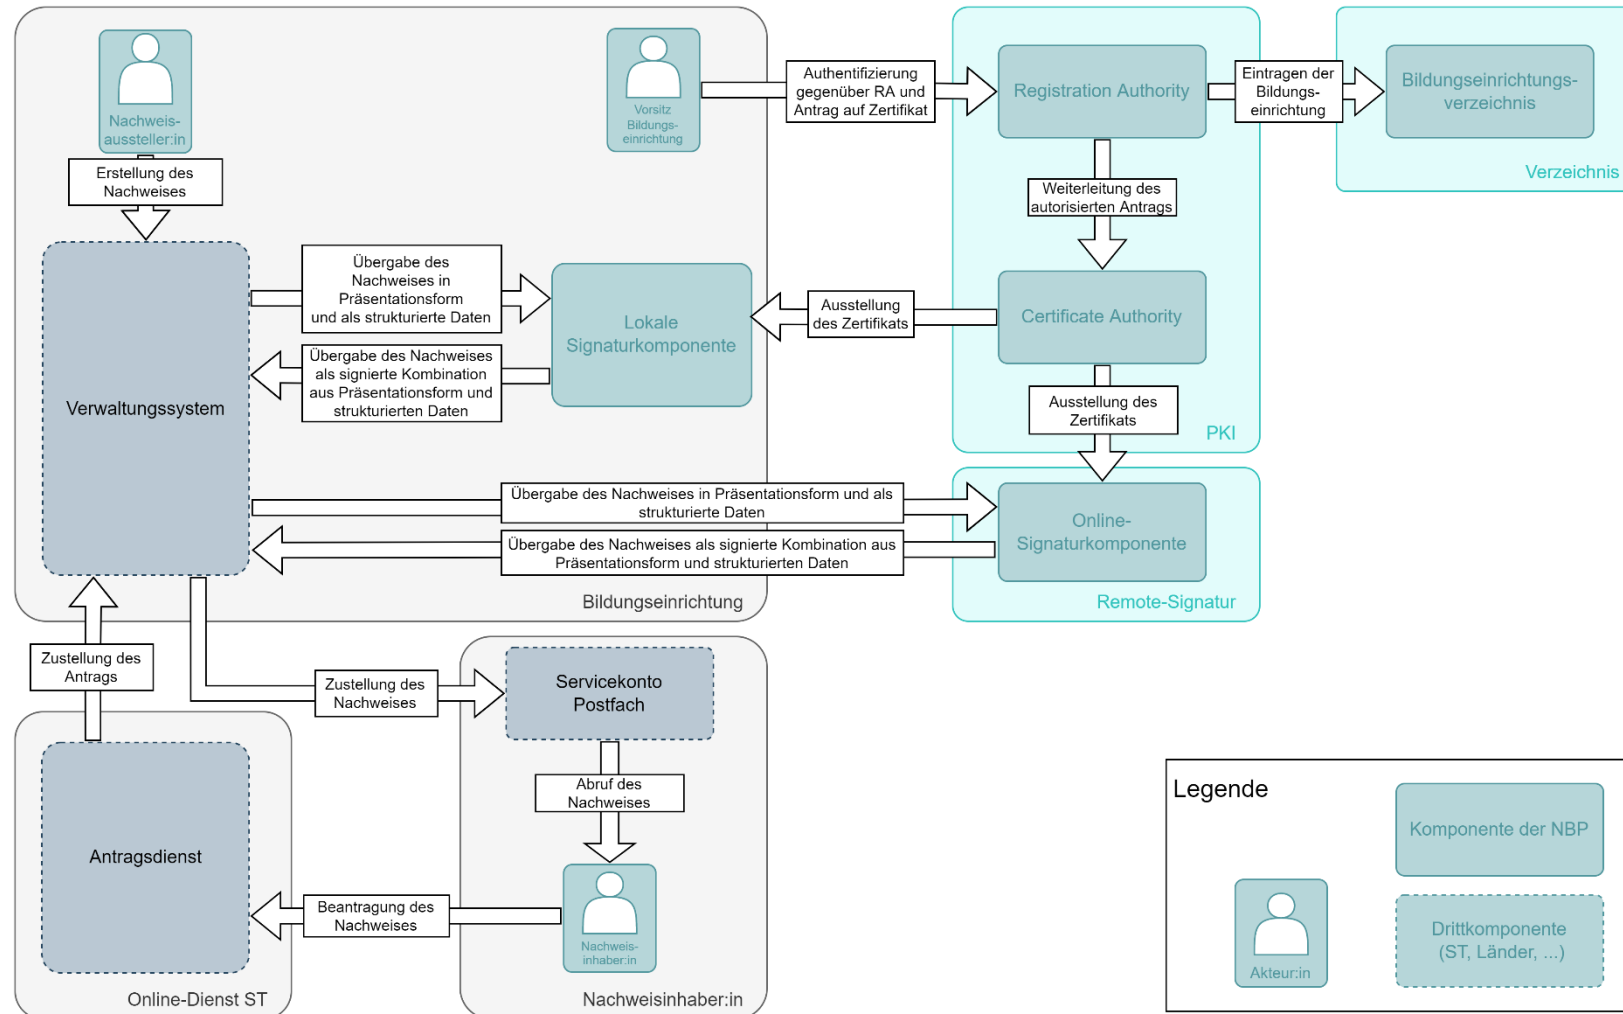 Nachweis-
aussteller:in
Vorsitz
Bildungs-
einrichtung
Authentifizierung
gegenüber RA und
Antrag auf Zertifikat
Registration Authority
Eintragen der
Bildungs-
einrichtung
Bildungseinrichtungs-
verzeichnis
Verzeichnis
Erstellung des
Nachweises
Weiterleitung des
autorisierten Antrags
Übergabe des
Nachweises in
Präsentationsform
und als strukturierte Daten
Lokale
Signaturkomponente
Ausstellung
des Zertifikats
Certificate Authority
Übergabe des Nachweises
als signierte Kombination
aus Präsentationsform und
strukturierten Daten
Verwaltungssystem
Ausstellung des
Zertifikats
PKI
Übergabe des Nachweises in Präsentationsform und als
strukturierte Daten
Übergabe des Nachweises als signierte Kombination aus
Präsentationsform und strukturierten Daten
Online-
Signaturkomponente
Bildungseinrichtung
Remote-Signatur
Zustellung des
Antrags
Zustellung des
Nachweises
Servicekonto
Postfach
Abruf des
Nachweises
Antragsdienst
Beantragung des
Nachweises
Nachweis-
inhaber:in
Online-Dienst ST
Nachweisinhaber:in
Legende
Komponente der NBP
Akteur:in
Drittkomponente
(ST, Länder, ...)